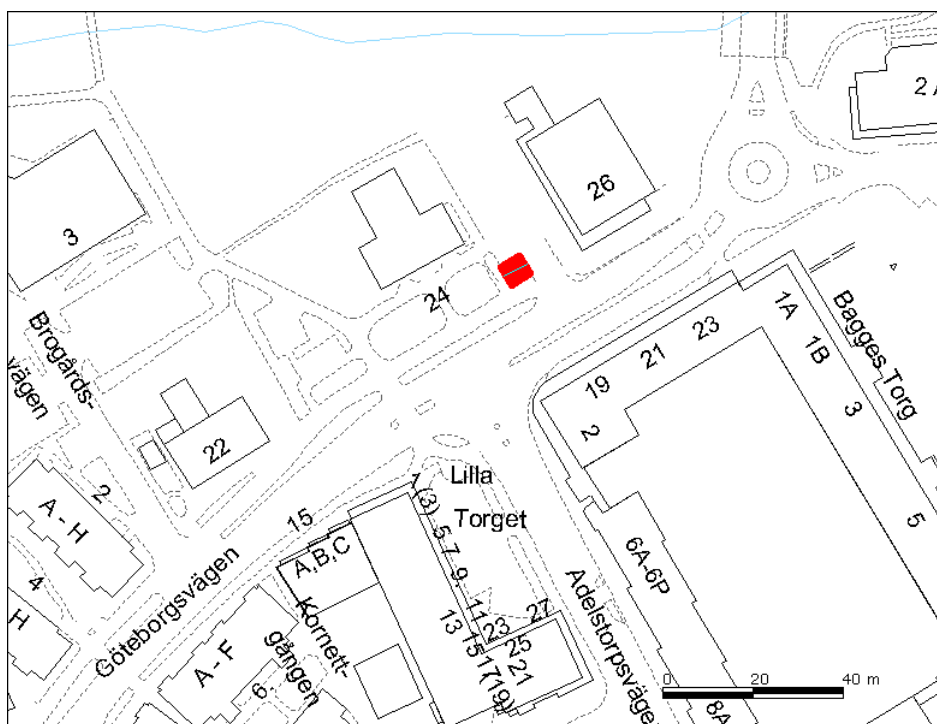 2 A
26
3
24
1A
Baggges Torg
1B
23
21
19
2
3
5
Brogårds-
vägen
22
A - H
2
4
H
Lilla
Torget
1
(3)
5
7
9,
11
13
15
17
(19)
23
25
27
21
15
A,B,C
Göteborgsvägen
Kornett-
gången
A - F
6,
Adelstorpsväge
6A-6P
8A
0 20 40 m